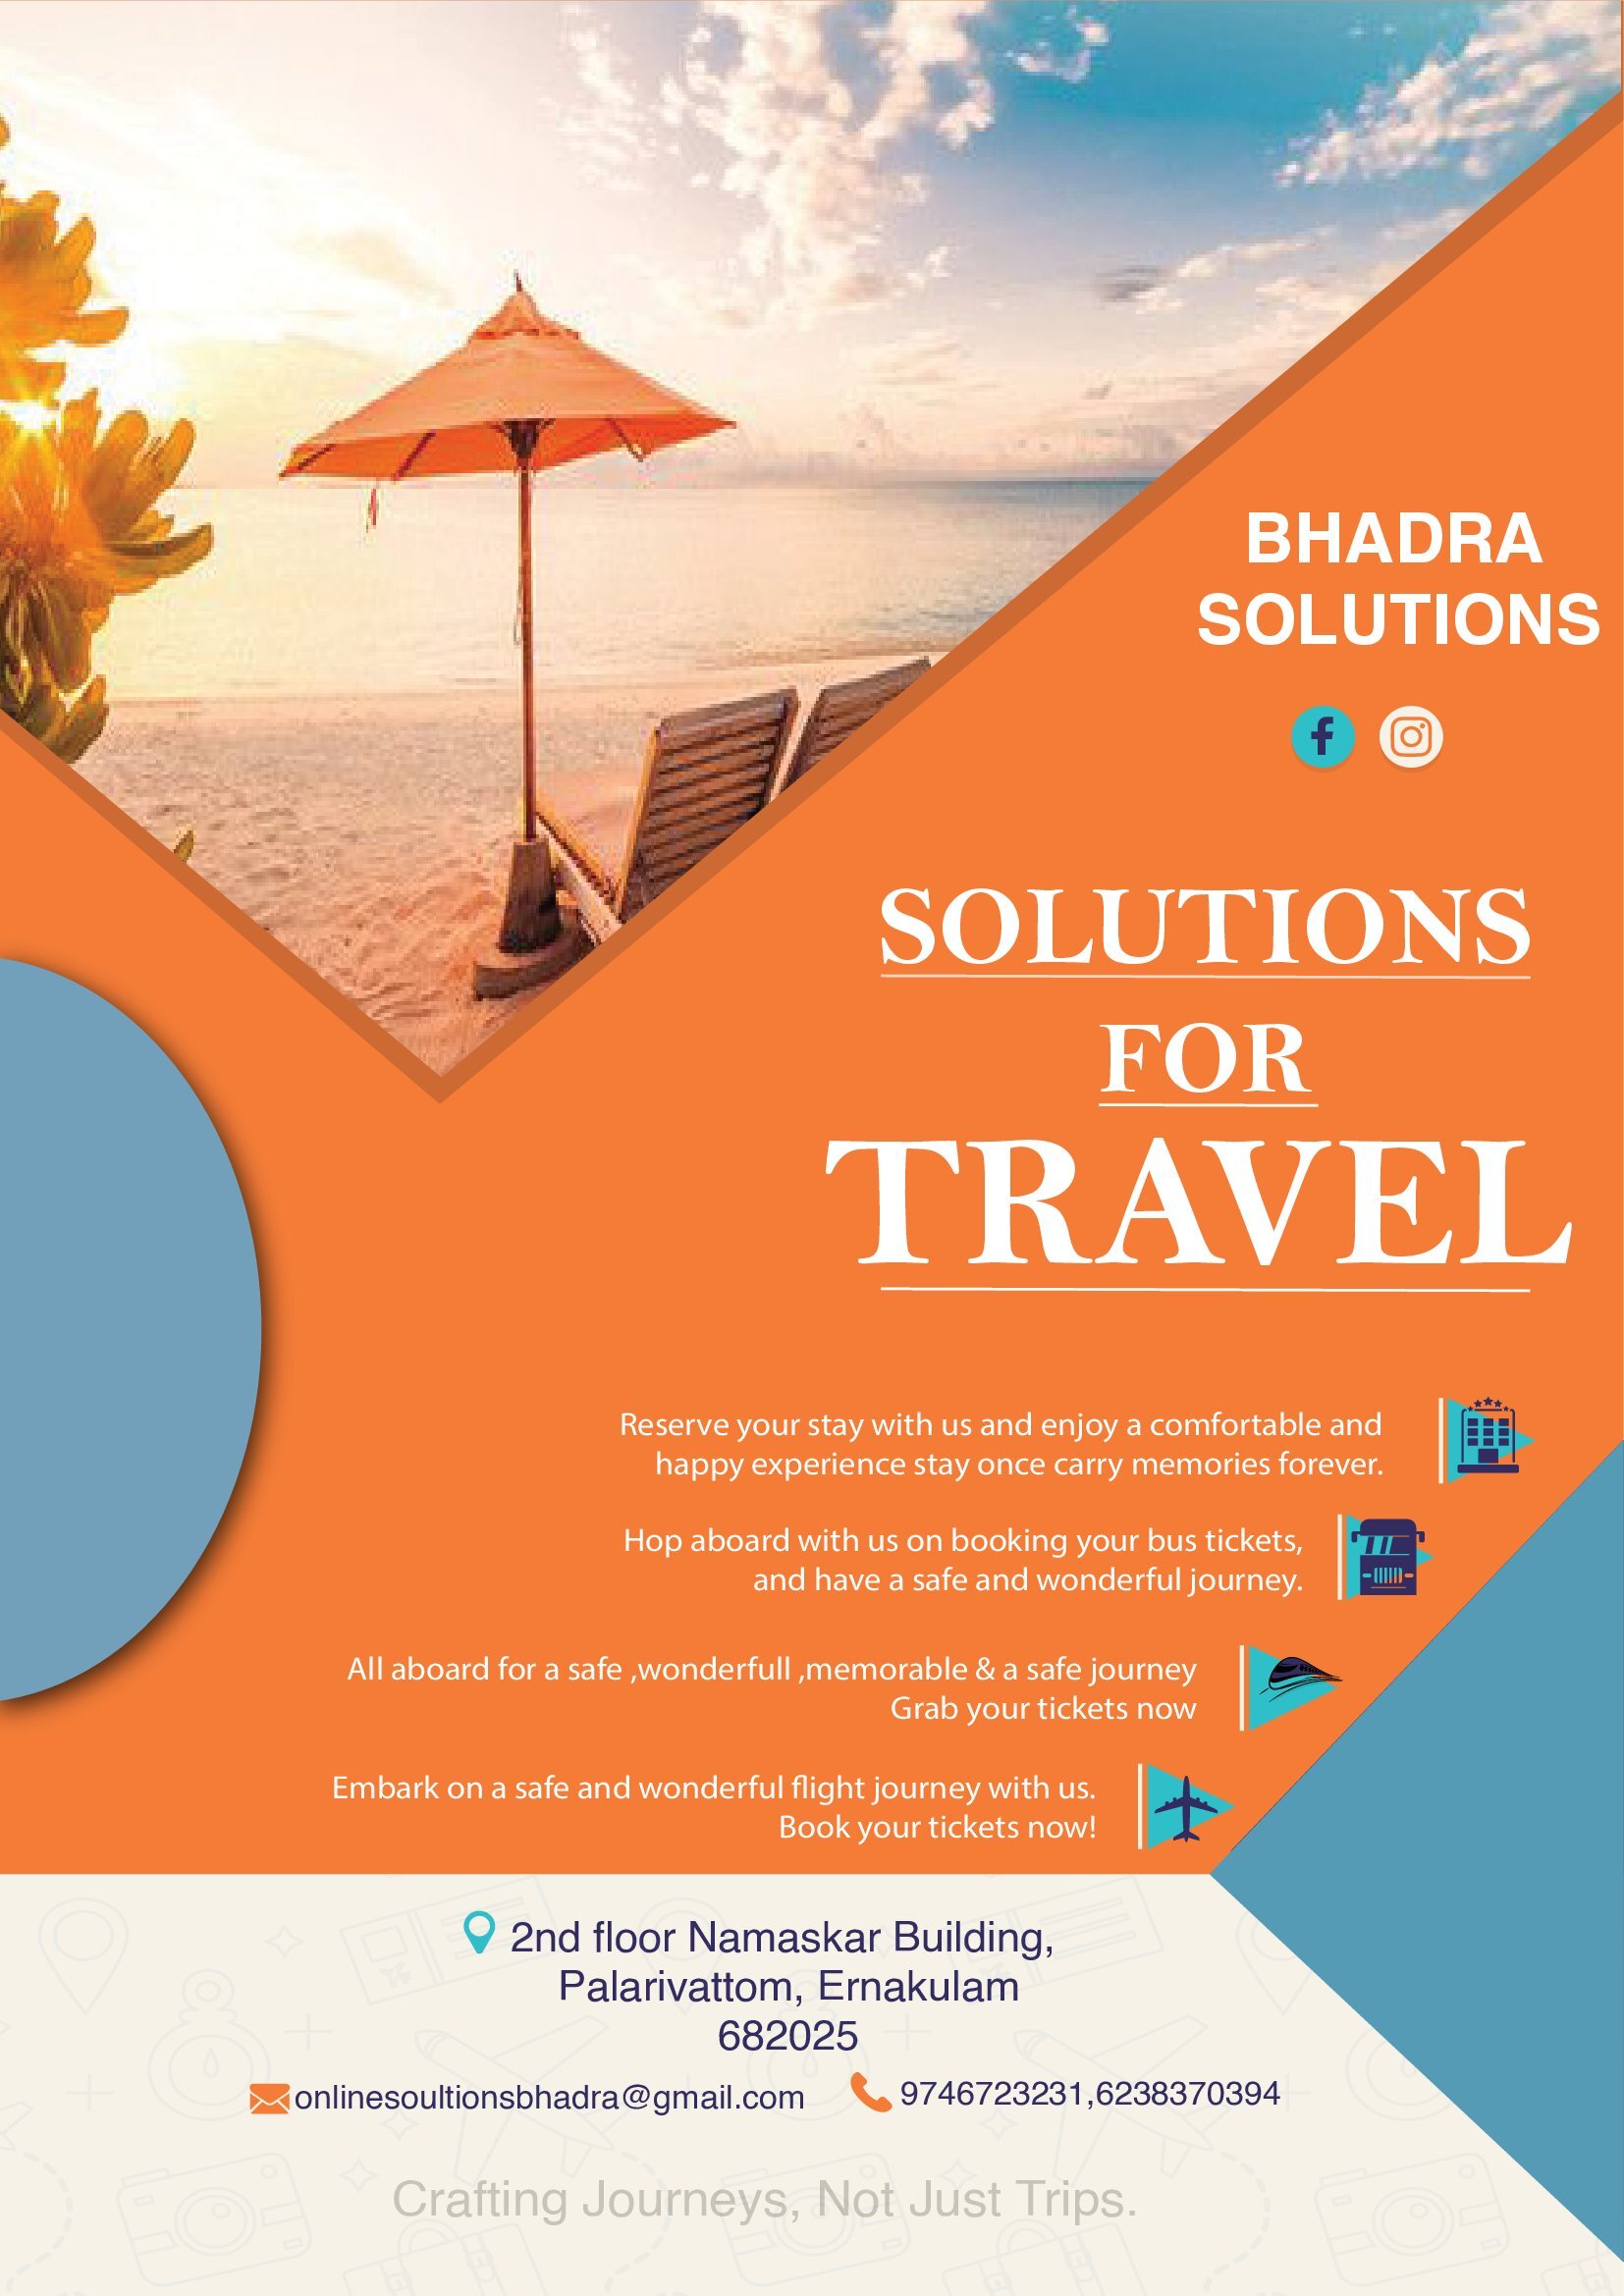 BHADRA
SOLUTIONS
SOLUTIONS
FOR
TRAVEL
Reserve your stay with us and enjoy a comfortable and
happy experience stay once carry memories forever.
Hop aboard with us on booking your bus tickets,
and have a safe and wonderful journey.
All aboard for a safe ,wonderfull ,memorable & a safe journey
Grab your tickets now
Embark on a safe and wonderful flight journey with us.
Book your tickets now!
2nd floor Namaskar Building,
Palarivattom, Ernakulam
682025
onlinesoultionsbhadra@gmail.com
9746723231,6238370394
Crafting Journeys, Not Just Trips.